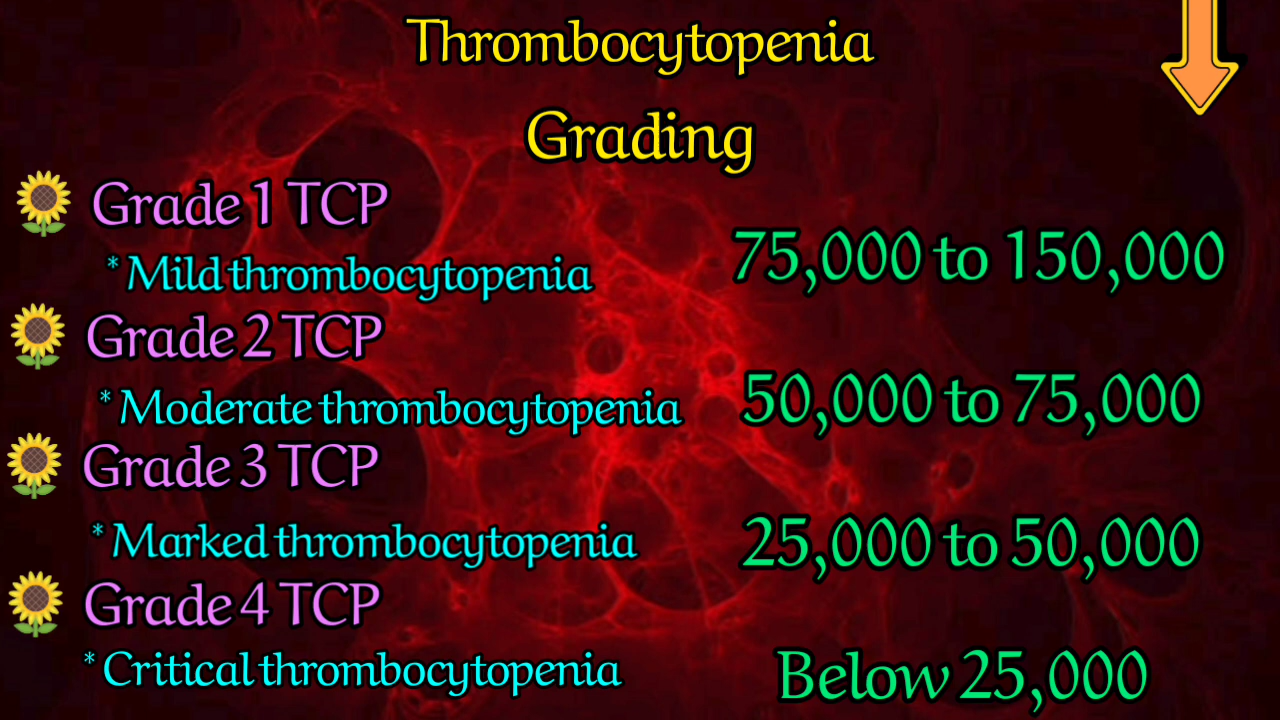 Thrombocytopenia
Grading
Grade 1 TCP
* Mild thrombocytopenia
75,000 to 150,000
Grade 2 TCP
* Moderate thrombocytopenia
50,000 to 75,000
Grade 3 TCP
* Marked thrombocytopenia
25,000 to 50,000
Grade 4 TCP
* Critical thrombocytopenia
Below 25,000